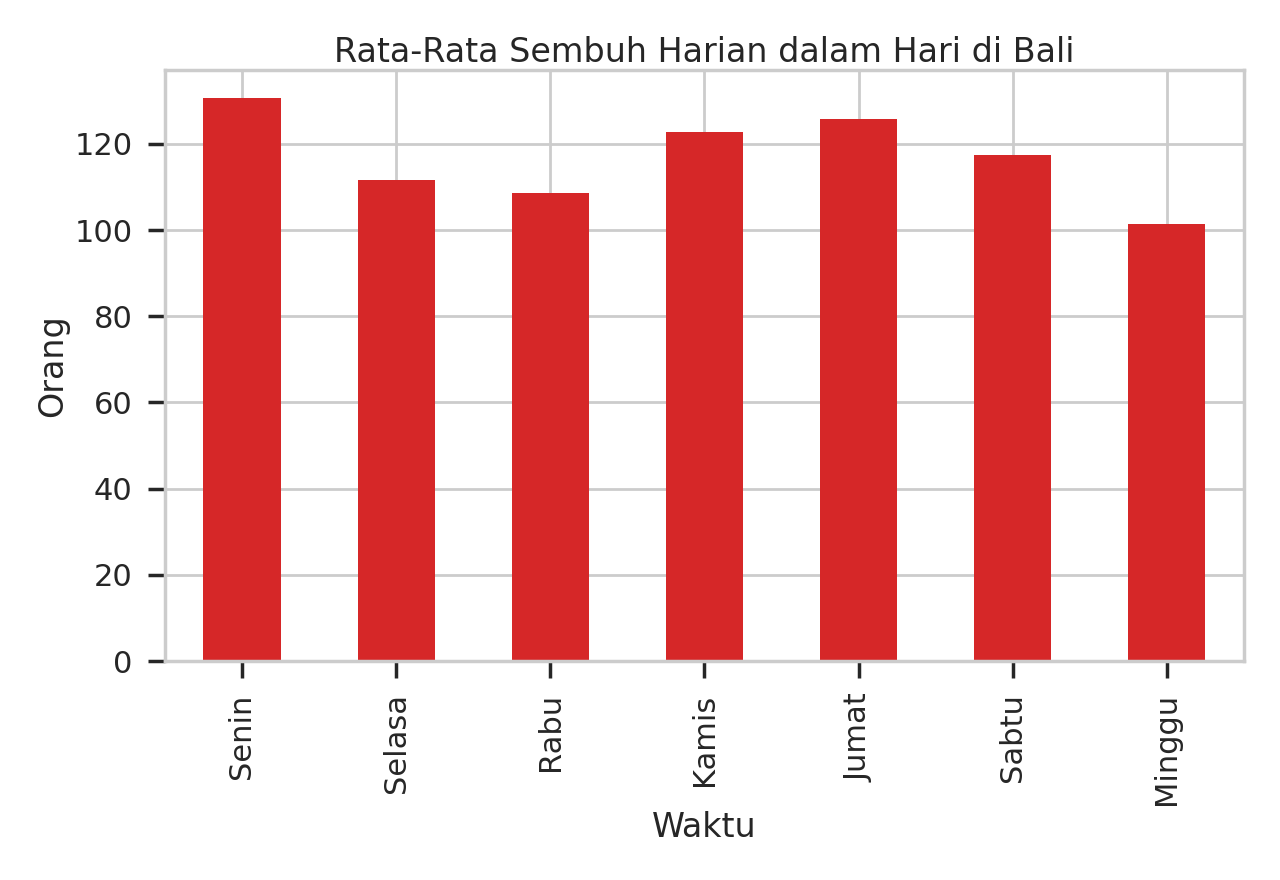 Rata-Rata Sembuh Harian dalam Hari di Bali
Orang
120
100
80
60
40
20
0
Senin
Selasa
Rabu
Kamis
Jumat
Sabtu
Minggu
Waktu